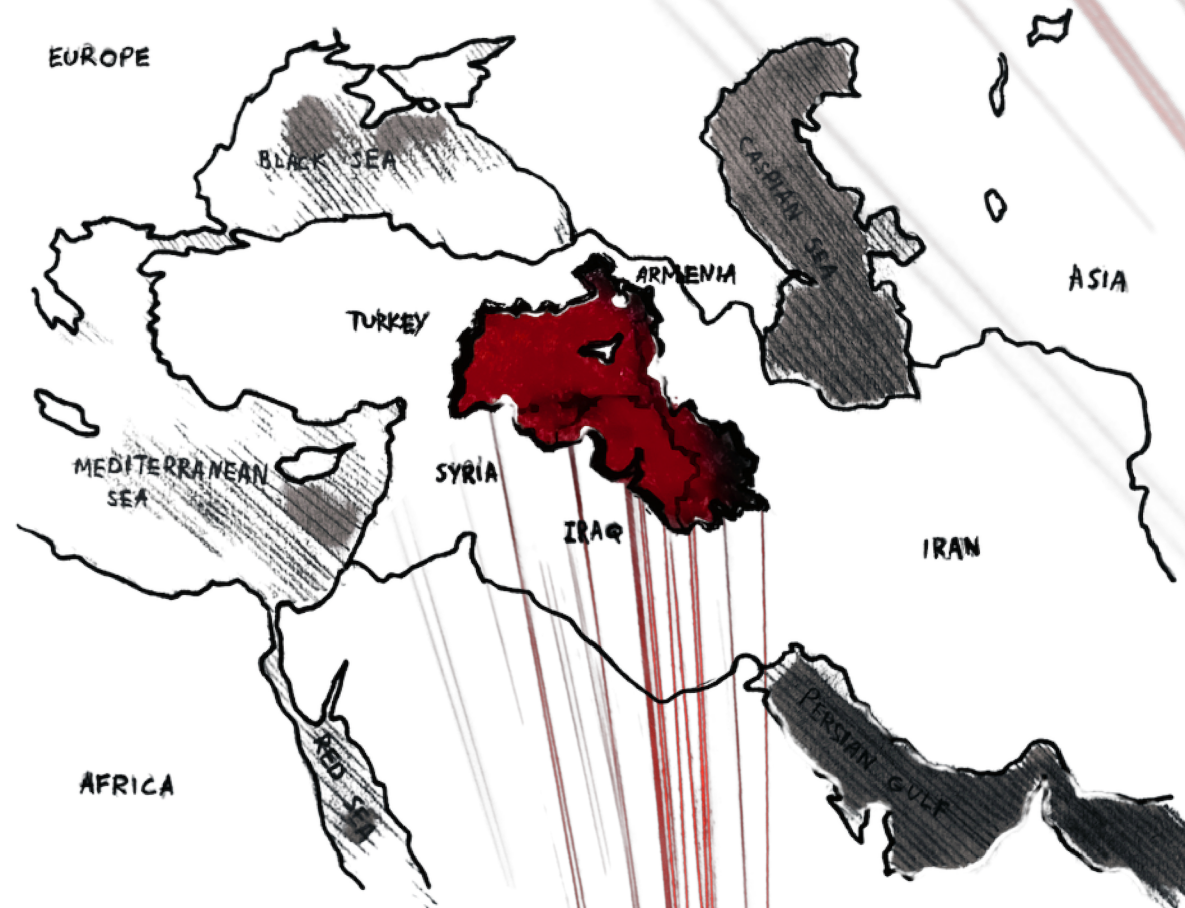 EUROPE
BLACK SEA
CASPIAN SEA
ARMENIA
ASIA
TURKEY
MEDITERRANEAN
SEA
SYRIA
IRAQ
IRAN
PERSIAN GULF
RED SEA
AFRICA